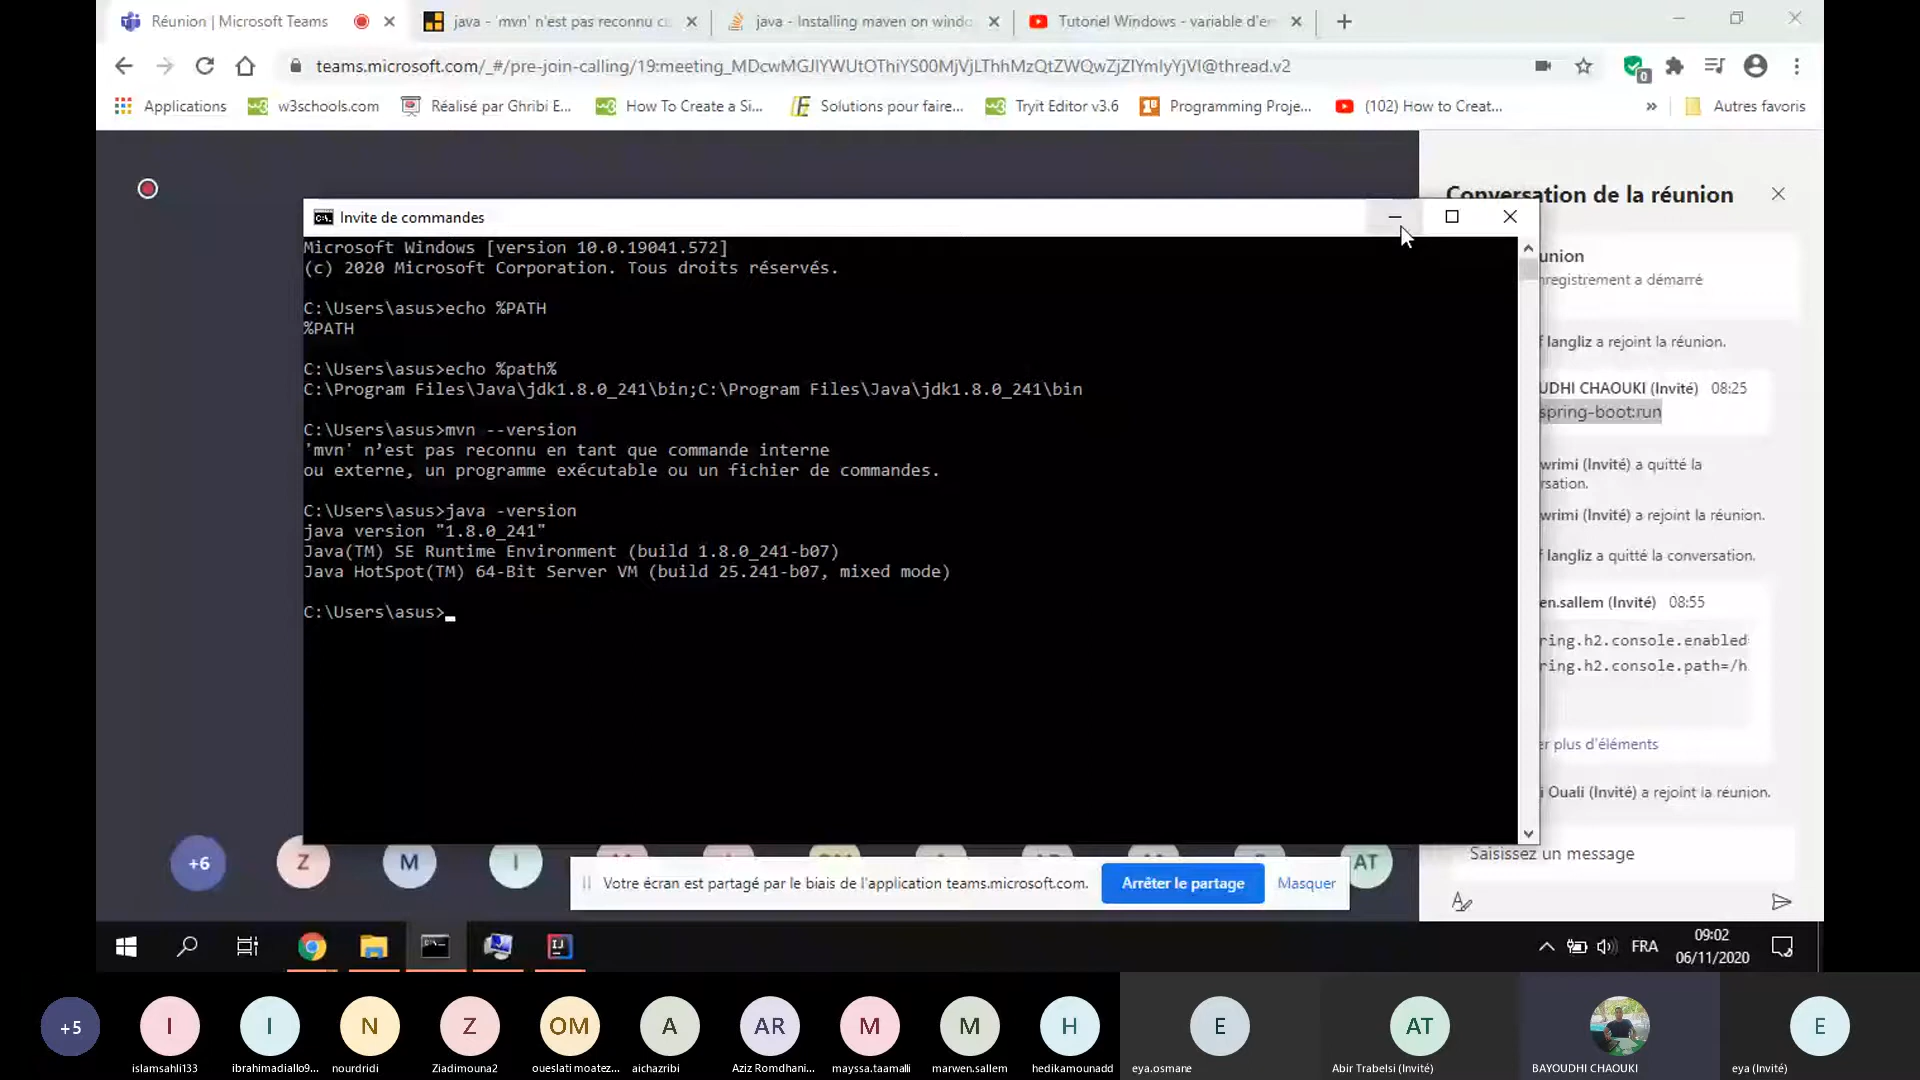 Réunion | Microsoft Teams
java - 'mvn' n'est pas reconnu c
java - Installing maven on windo
Tutoriel Windows - variable d'e
teams.microsoft.com/_#/pre-join-calling/19:meeting_MDcwMGJlYWUtOThiYS00MjVjLThhMzQtZWQwZjZlYmIyYjVl@thread.v2
0
Applications
w3schools.com
Réalisé par Ghribi E...
How To Create a Si...
Solutions pour faire...
Tryit Editor v3.6
Programming Proje...
(102) How to Creat...
»
Autres favoris
Conversation de la réunion
Invite de commandes
Microsoft Windows [version 10.0.19041.572]
(c) 2020 Microsoft Corporation. Tous droits réservés.
C:\Users\asus>echo %PATH
%PATH
C:\Users\asus>echo %path%
C:\Program Files\Java\jdk1.8.0_241\bin;C:\Program Files\Java\jdk1.8.0_241\bin
C:\Users\asus>mvn --version
'mvn' n’est pas reconnu en tant que commande interne
ou externe, un programme exécutable ou un fichier de commandes.
C:\Users\asus>java -version
java version "1.8.0_241"
Java(TM) SE Runtime Environment (build 1.8.0_241-b07)
Java HotSpot(TM) 64-Bit Server VM (build 25.241-b07, mixed mode)
C:\Users\asus>_
union
nregistrement a démarré
f langliz a rejoint la réunion.
UDHI CHAOUKI (Invité) 08:25
spring-boot:run
wrimi (Invité) a quitté la
rsation.
wrimi (Invité) a rejoint la réunion.
f langliz a quitté la conversation.
en.sallem (Invité) 08:55
ring.h2.console.enabled
ring.h2.console.path=/h
er plus d'éléments
i Ouali (Invité) a rejoint la réunion.
Saisissez un message
+6
Z
M
I
AT
Votre écran est partagé par le biais de l'application teams.microsoft.com.
Arrêter le partage
Masquer
FRA
09:02
06/11/2020
+5
I
I
N
Z
OM
A
AR
M
M
H
E
AT
E
islamsahli133
ibrahimadiallo9...
nourdridi
Ziadimouna2
oueslati moatez...
aichazribi
Aziz Romdhani...
mayssa.taamalli
marwen.sallem
hedikamounadd
eya.osmane
Abir Trabelsi (Invité)
BAYOUDHI CHAOUKI
eya (Invité)